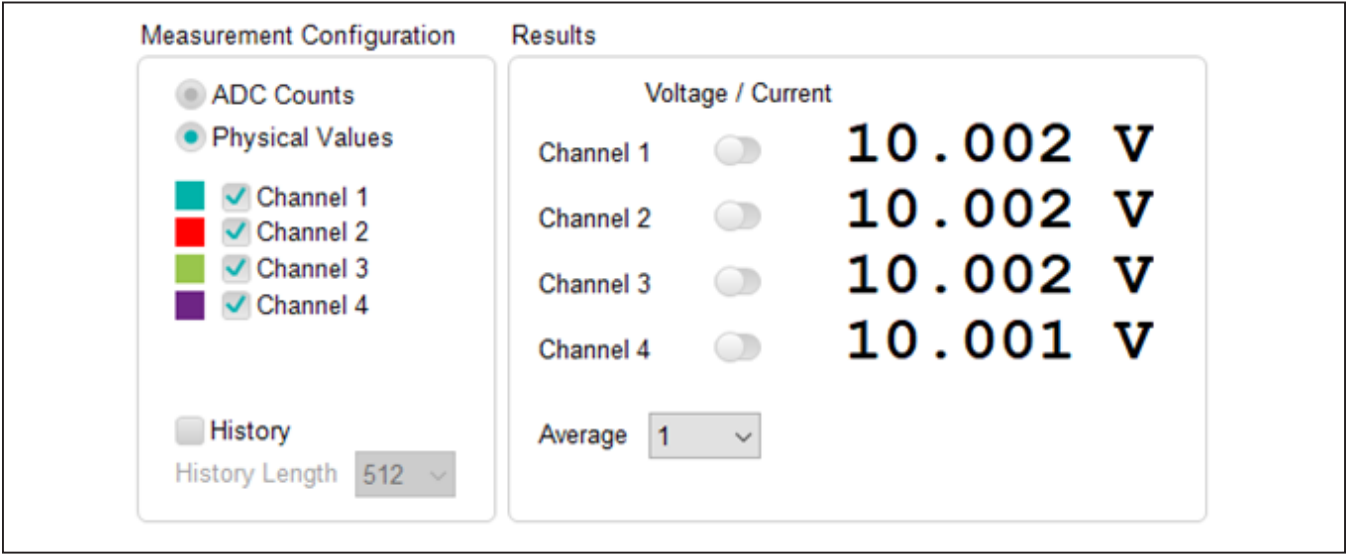 Measurement Configuration
ADC Counts
Physical Values
Channel 1
Channel 2
Channel 3
Channel 4
History
History Length 512
Results
Voltage / Current
Channel 1 10.002 V
Channel 2 10.002 V
Channel 3 10.002 V
Channel 4 10.001 V
Average 1